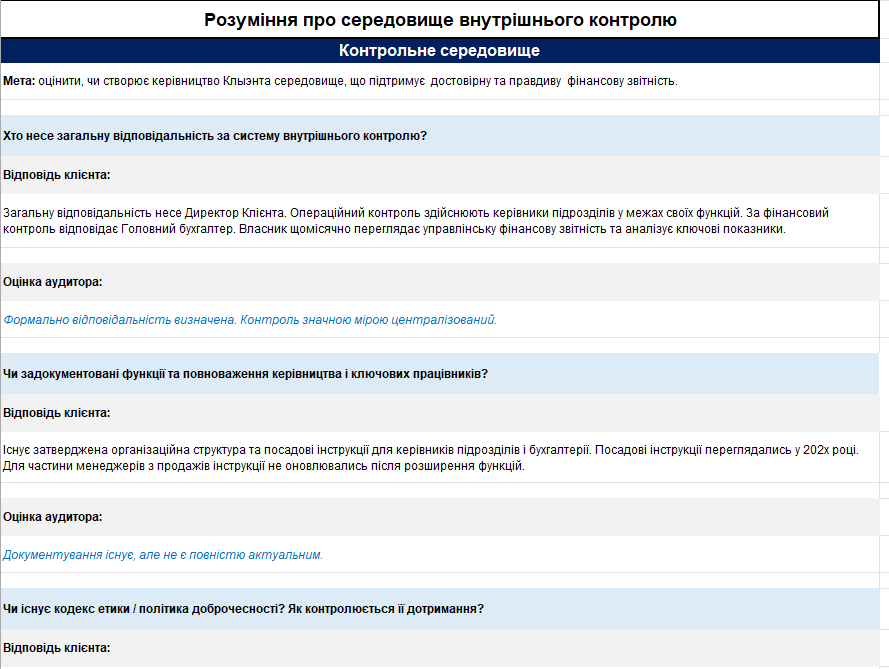 Розуміння про середовище внутрішнього контролю
Контрольне середовище
Мета: оцінити, чи створює керівництво Клыэнта середовище, що підтримує достовірну та правдиву фінансову звітність.
Хто несе загальну відповідальність за систему внутрішнього контролю?
Відповідь клієнта:
Загальну відповідальність несе Директор Клієнта. Операційний контроль здійснюють керівники підрозділів у межах своїх функцій. За фінансовий
контроль відповідає Головний бухгалтер. Власник щомісячно переглядає управлінську фінансову звітність та аналізує ключові показники.
Оцінка аудитора:
Формально відповідальність визначена. Контроль значною мірою централізований.
Чи задокументовані функції та повноваження керівництва і ключових працівників?
Відповідь клієнта:
Існує затверджена організаційна структура та посадові інструкції для керівників підрозділів і бухгалтерії. Посадові інструкції переглядались у 202х році.
Для частини менеджерів з продажів інструкції не оновлювались після розширення функцій.
Оцінка аудитора:
Документування існує, але не є повністю актуальним.
Чи існує кодекс етики / політика доброчесності? Як контролюється її дотримання?
Відповідь клієнта: